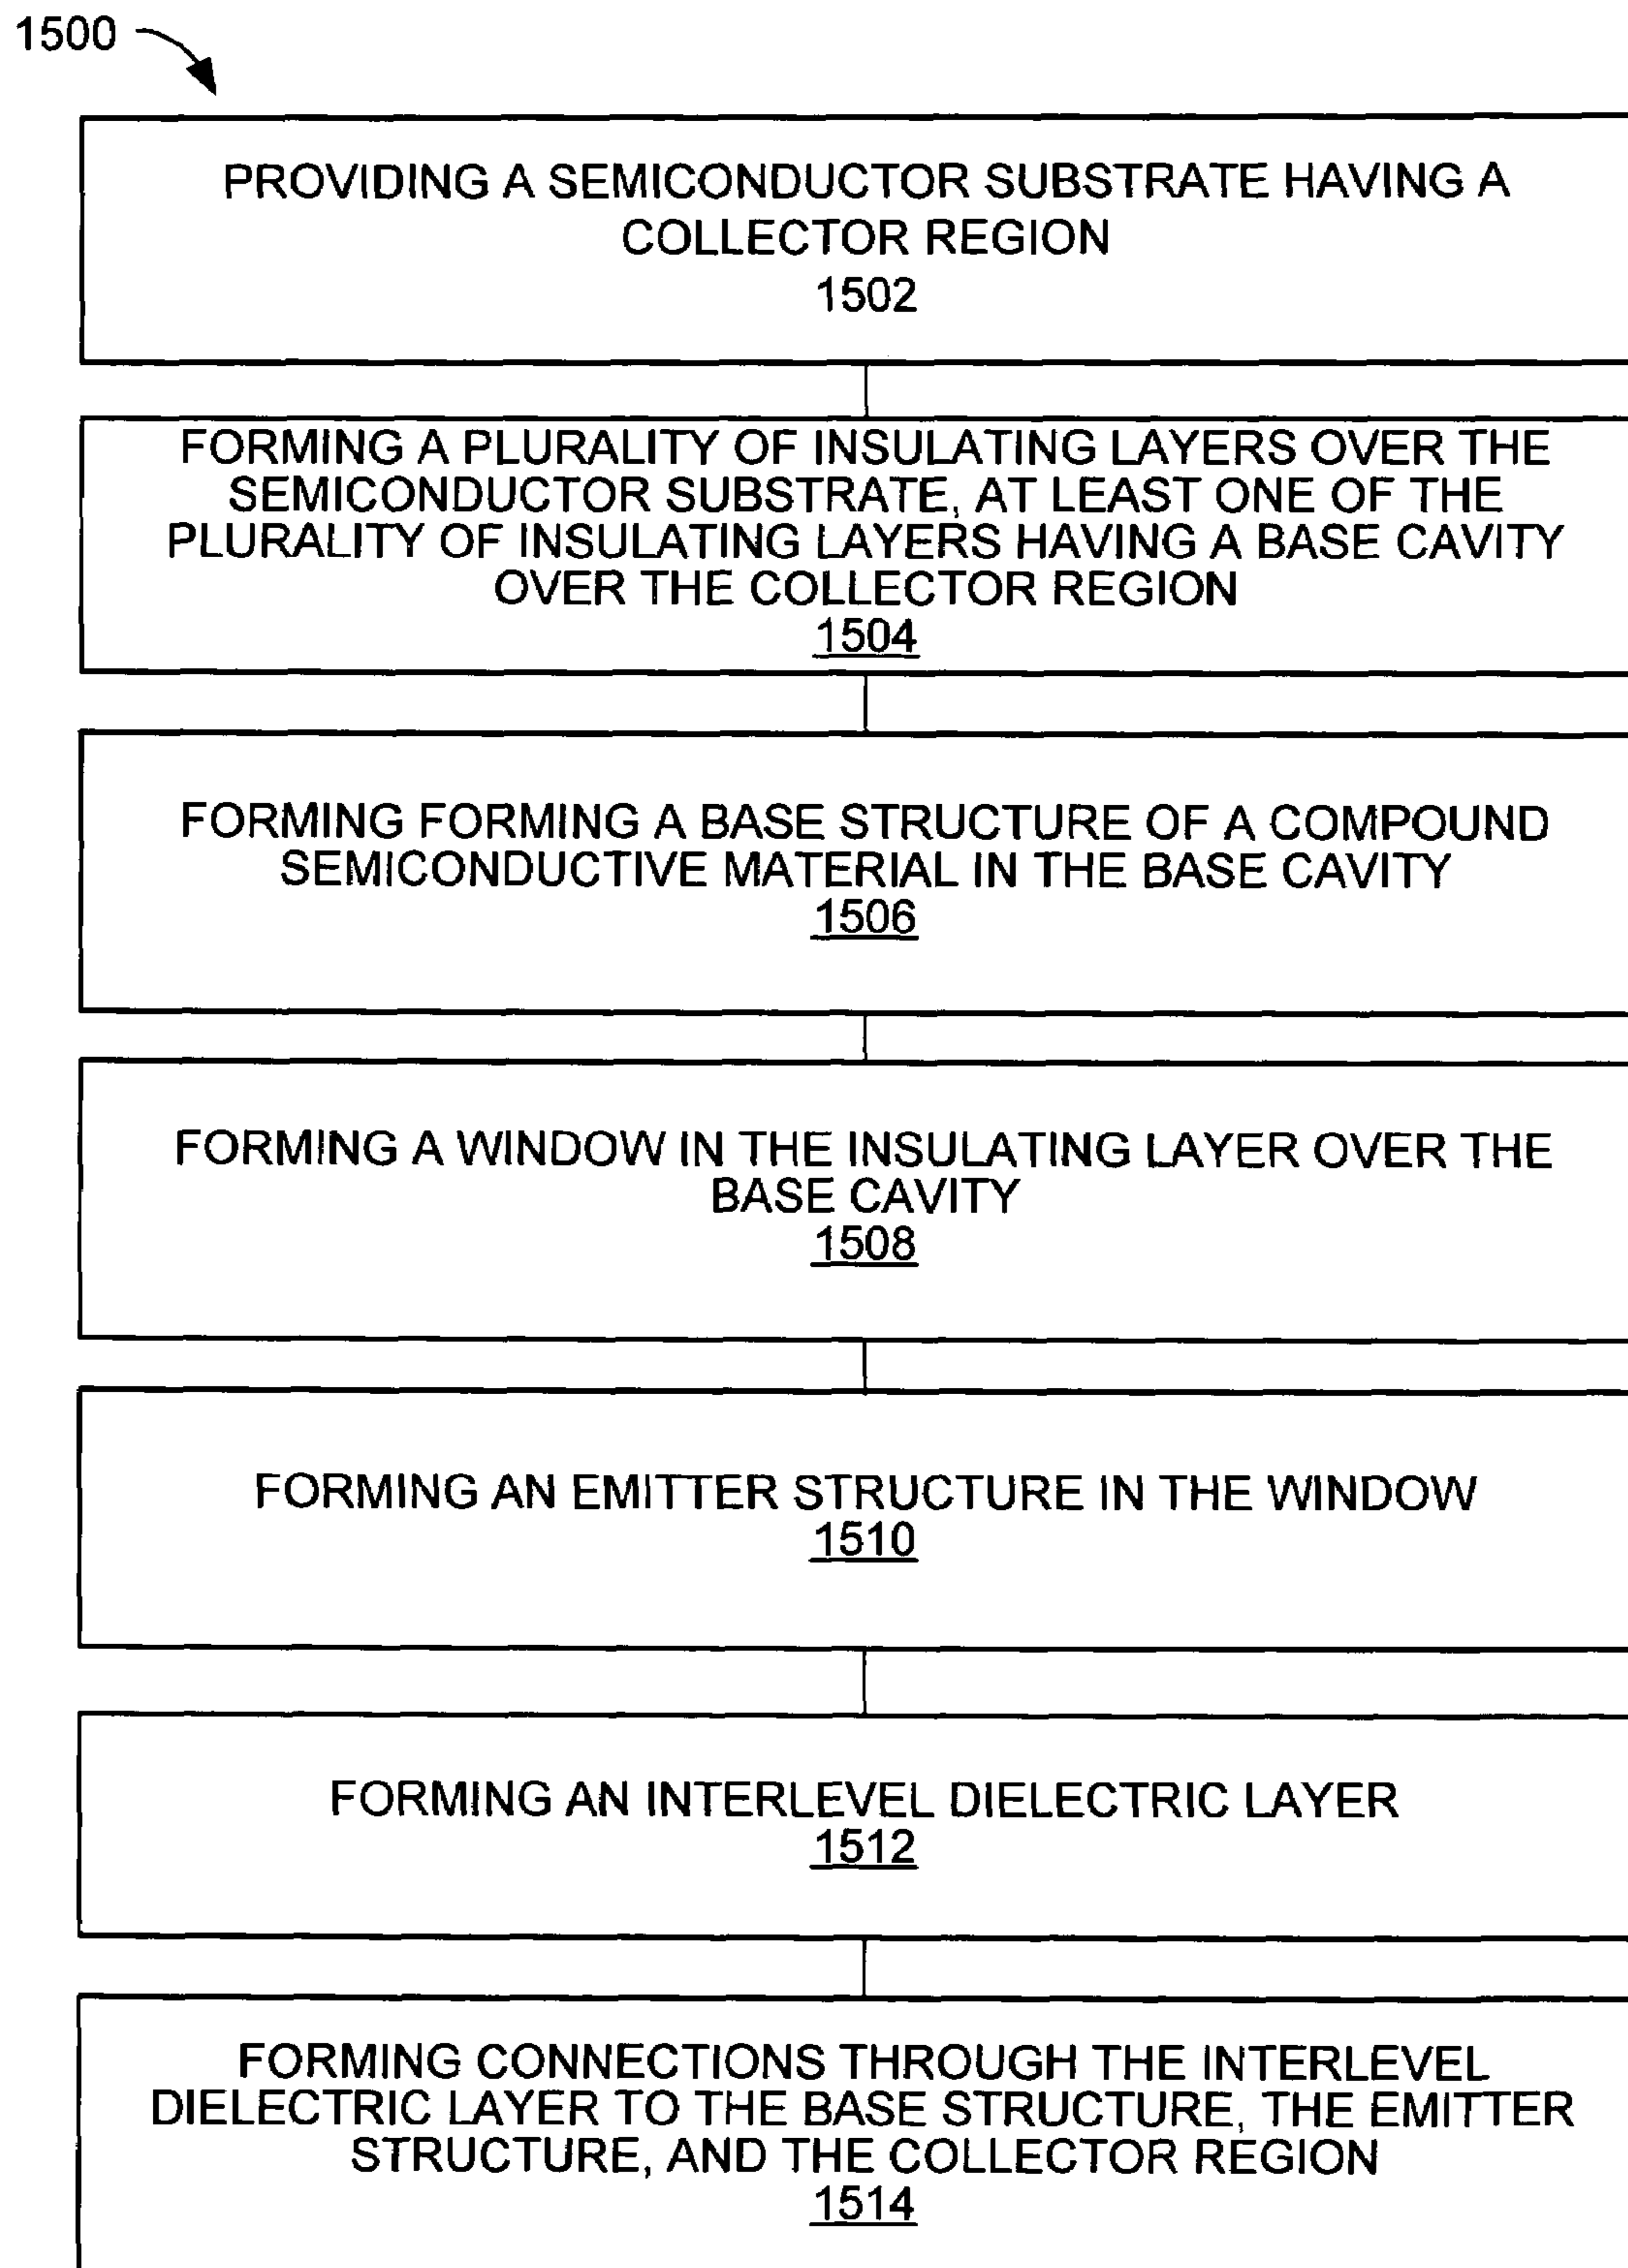 1500
PROVIDING A SEMICONDUCTOR SUBSTRATE HAVING A
COLLECTOR REGION
1502
FORMING A PLURALITY OF INSULATING LAYERS OVER THE
SEMICONDUCTOR SUBSTRATE, AT LEAST ONE OF THE
PLURALITY OF INSULATING LAYERS HAVING A BASE CAVITY
OVER THE COLLECTOR REGION
1504
FORMING FORMING A BASE STRUCTURE OF A COMPOUND
SEMICONDUCTIVE MATERIAL IN THE BASE CAVITY
1506
FORMING A WINDOW IN THE INSULATING LAYER OVER THE
BASE CAVITY
1508
FORMING AN EMITTER STRUCTURE IN THE WINDOW
1510
FORMING AN INTERLEVEL DIELECTRIC LAYER
1512
FORMING CONNECTIONS THROUGH THE INTERLEVEL
DIELECTRIC LAYER TO THE BASE STRUCTURE, THE EMITTER
STRUCTURE, AND THE COLLECTOR REGION
1514